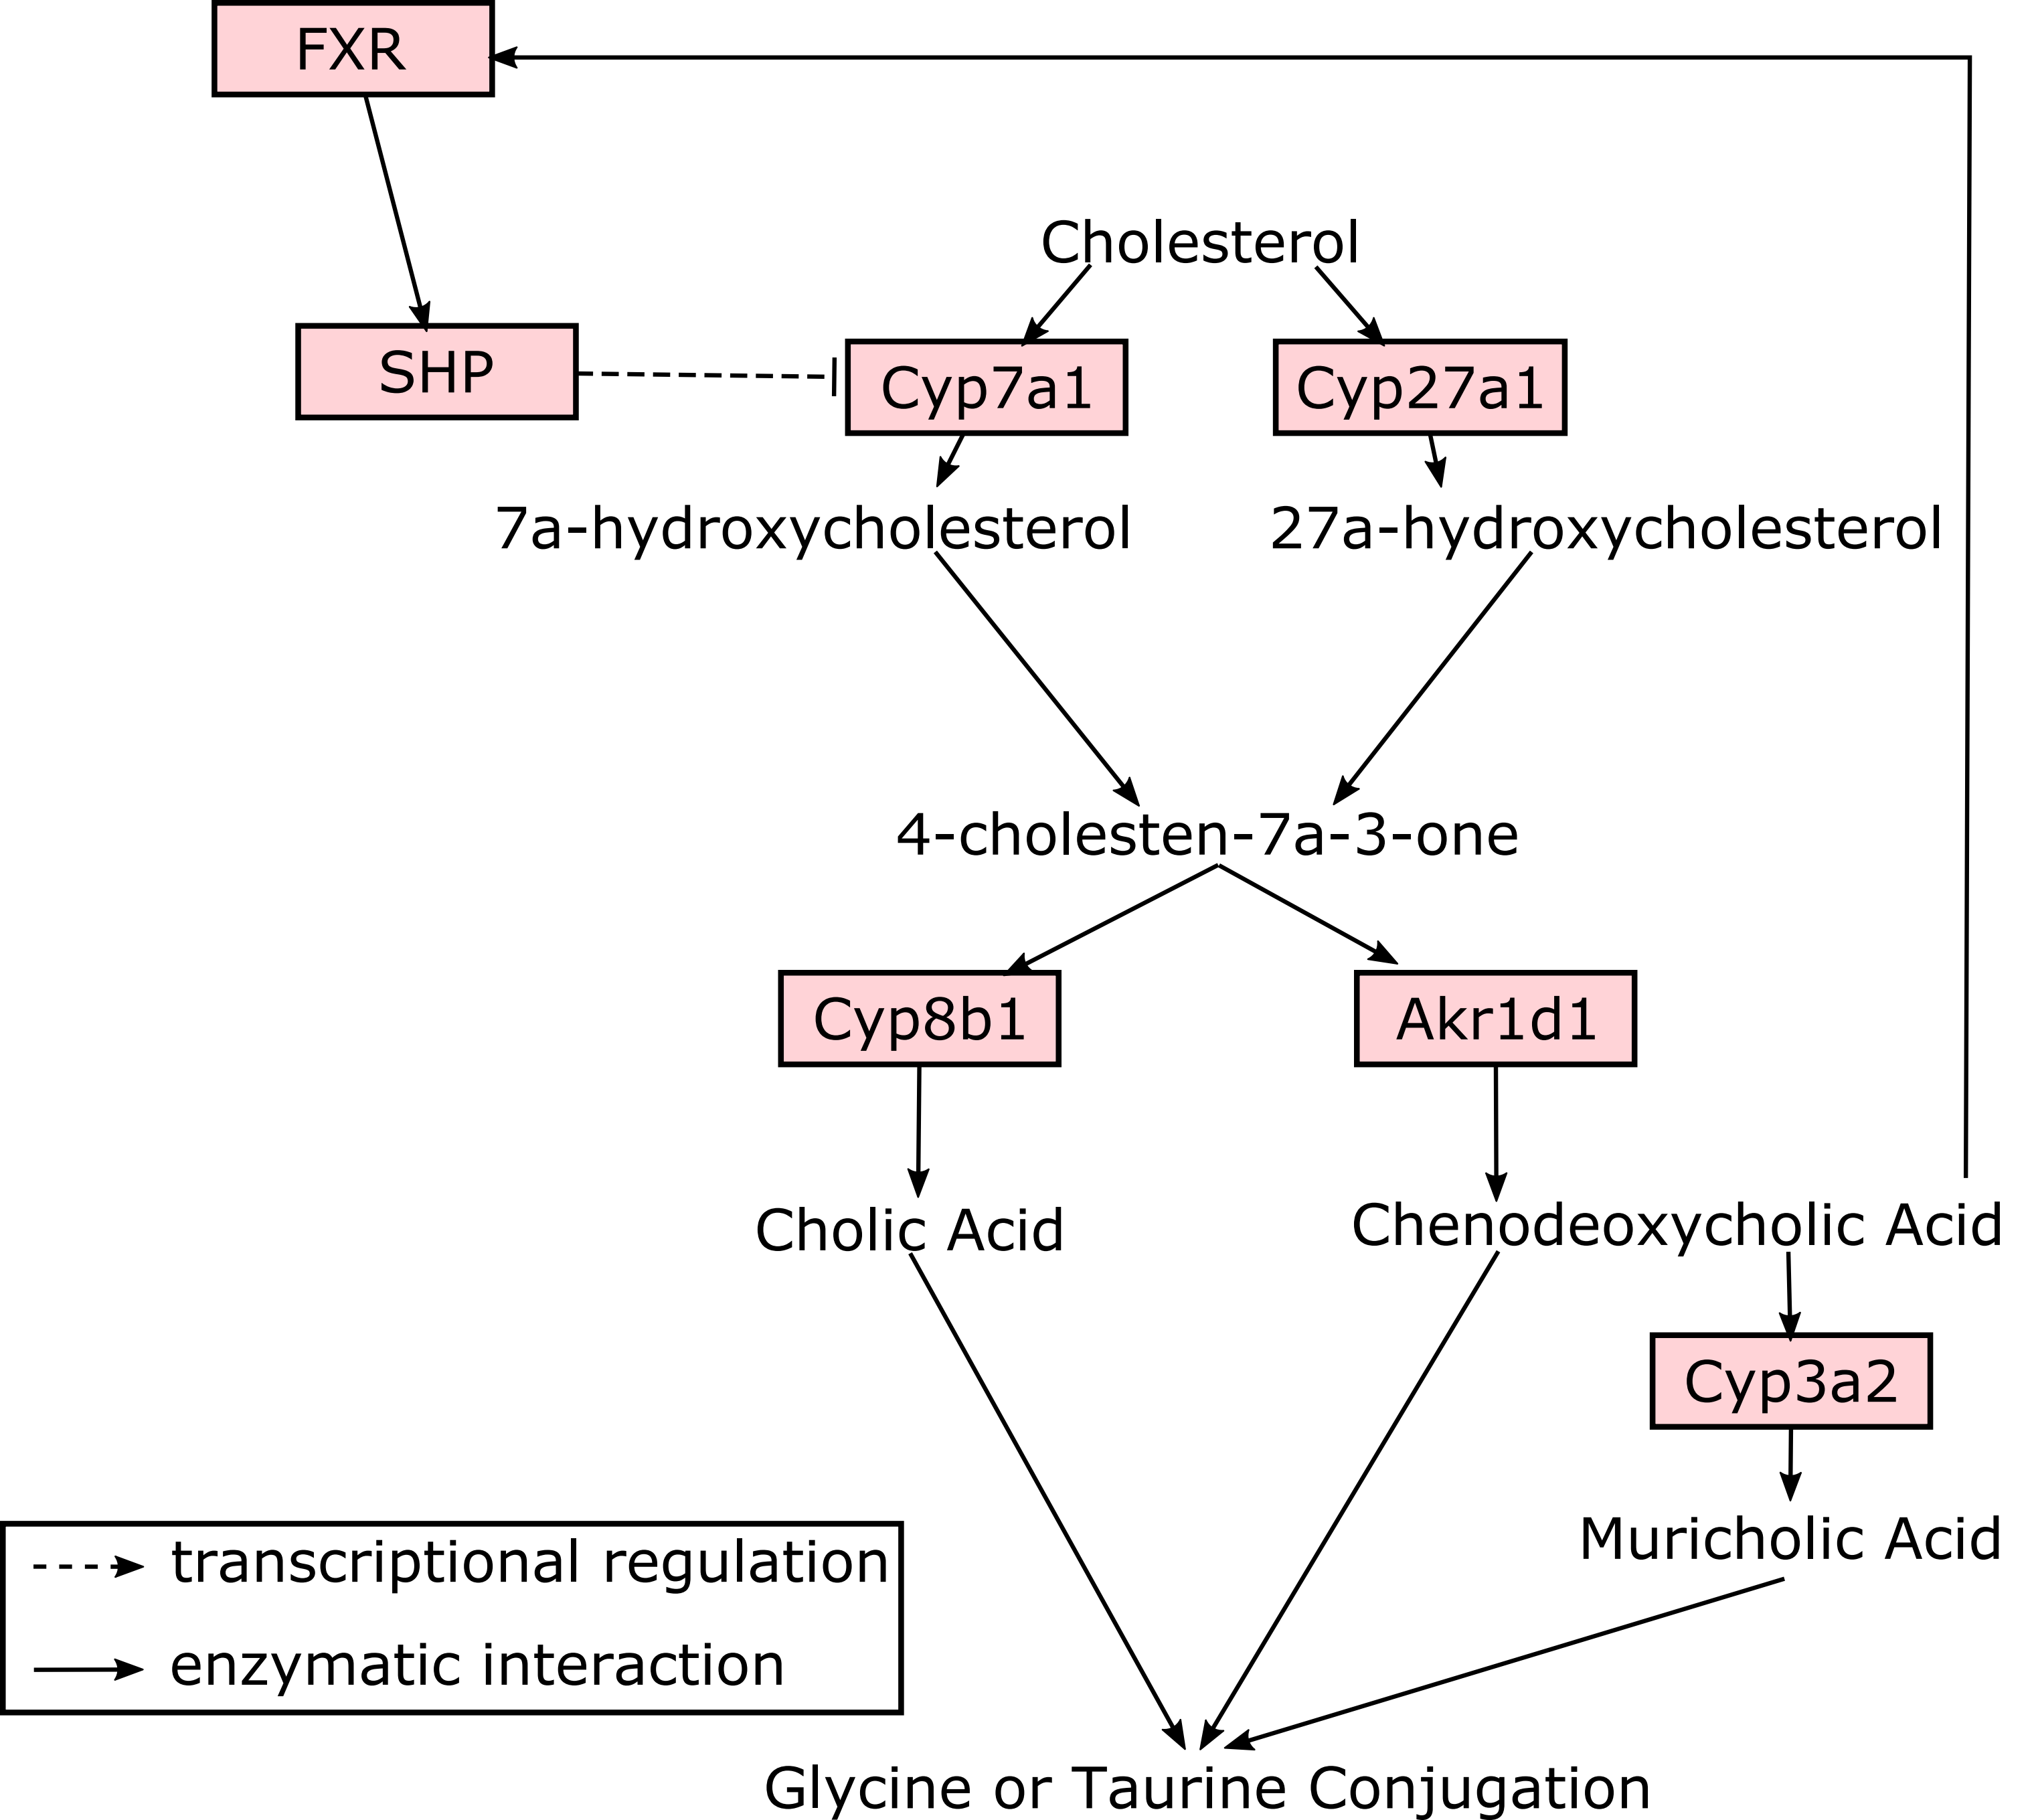 FXR
Cholesterol
SHP
Cyp7a1
Cyp27a1
7a-hydroxycholesterol
27a-hydroxycholesterol
4-cholesten-7a-3-one
Cyp8b1
Akr1d1
Cholic Acid
Chenodeoxycholic Acid
Cyp3a2
Muricholic Acid
transcriptional regulation
enzymatic interaction
Glycine or Taurine Conjugation